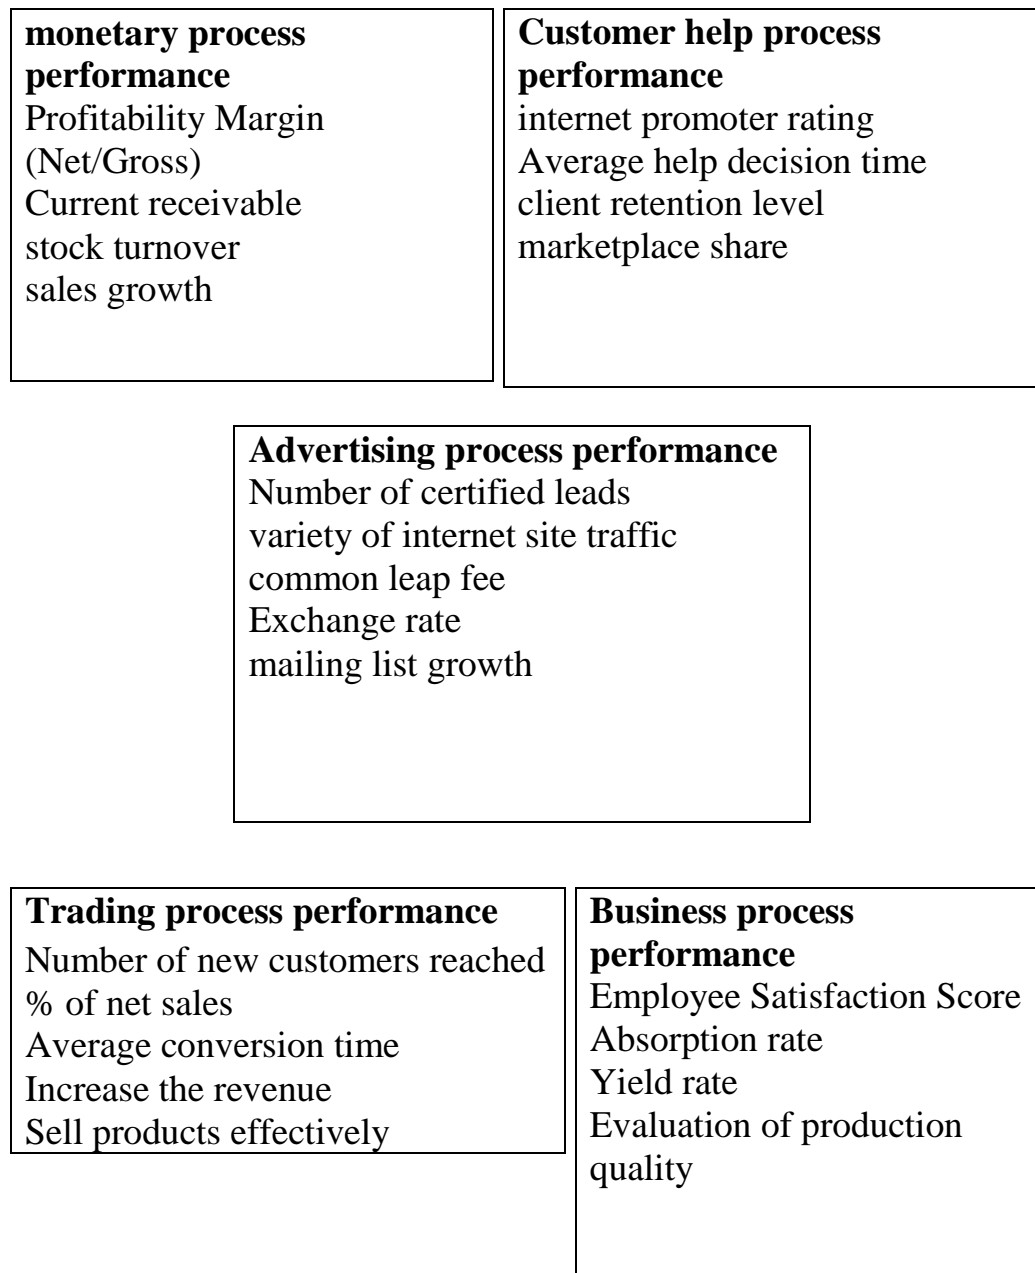 monetary process
performance
Profitability Margin
(Net/Gross)
Current receivable
stock turnover
sales growth
Customer help process
performance
internet promoter rating
Average help decision time
client retention level
marketplace share
Advertising process performance
Number of certified leads
variety of internet site traffic
common leap fee
Exchange rate
mailing list growth
Trading process performance
Number of new customers reached
% of net sales
Average conversion time
Increase the revenue
Sell products effectively
Business process
performance
Employee Satisfaction Score
Absorption rate
Yield rate
Evaluation of production
quality